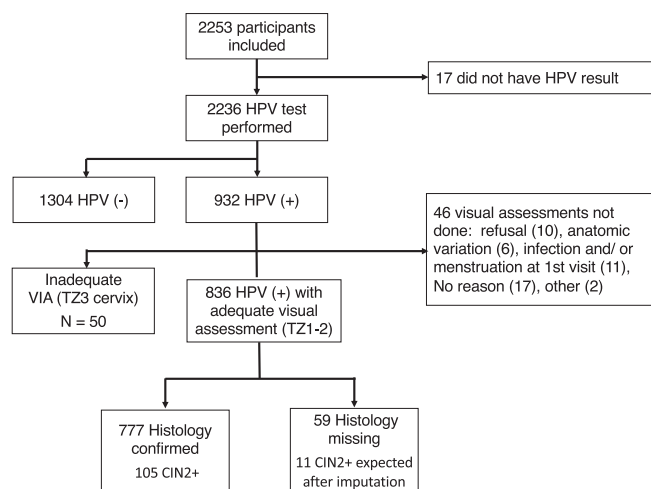 2253 participants
included
17 did not have HPV result
2236 HPV test
performed
1304 HPV (-)
932 HPV (+)
46 visual assessments not
done: refusal (10), anatomic
variation (6), infection and/ or
menstruation at 1st visit (11),
No reason (17), other (2)
Inadequate
VIA (TZ3 cervix)
N = 50
836 HPV (+) with
adequate visual
assessment (TZ1-2)
777 Histology
confirmed
105 CIN2+
59 Histology
missing
11 CIN2+ expected
after imputation